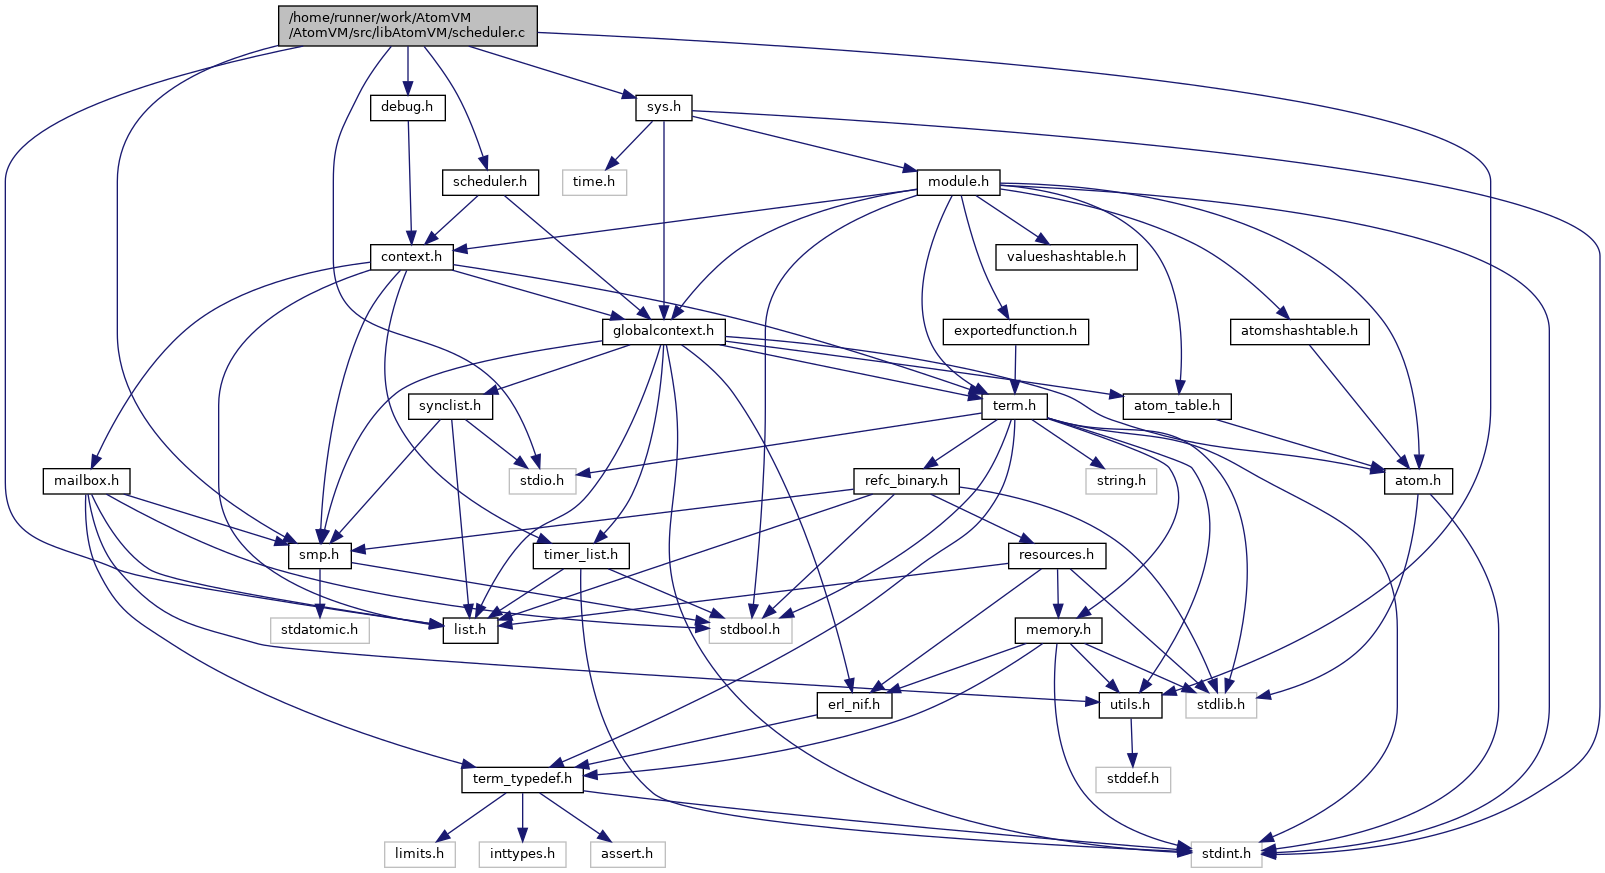 /home/runner/work/AtomVM
/AtomVM/src/libAtomVM/scheduler.c
debug.h
sys.h
scheduler.h
time.h
module.h
context.h
valueshashtable.h
globalcontext.h
exportedfunction.h
atomshashtable.h
synclist.h
term.h
atom_table.h
mailbox.h
stdio.h
refc_binary.h
string.h
atom.h
smp.h
timer_list.h
resources.h
stdatomic.h
list.h
stdbool.h
memory.h
erl_nif.h
utils.h
stdlib.h
term_typedef.h
stddef.h
limits.h
inttypes.h
assert.h
stdint.h